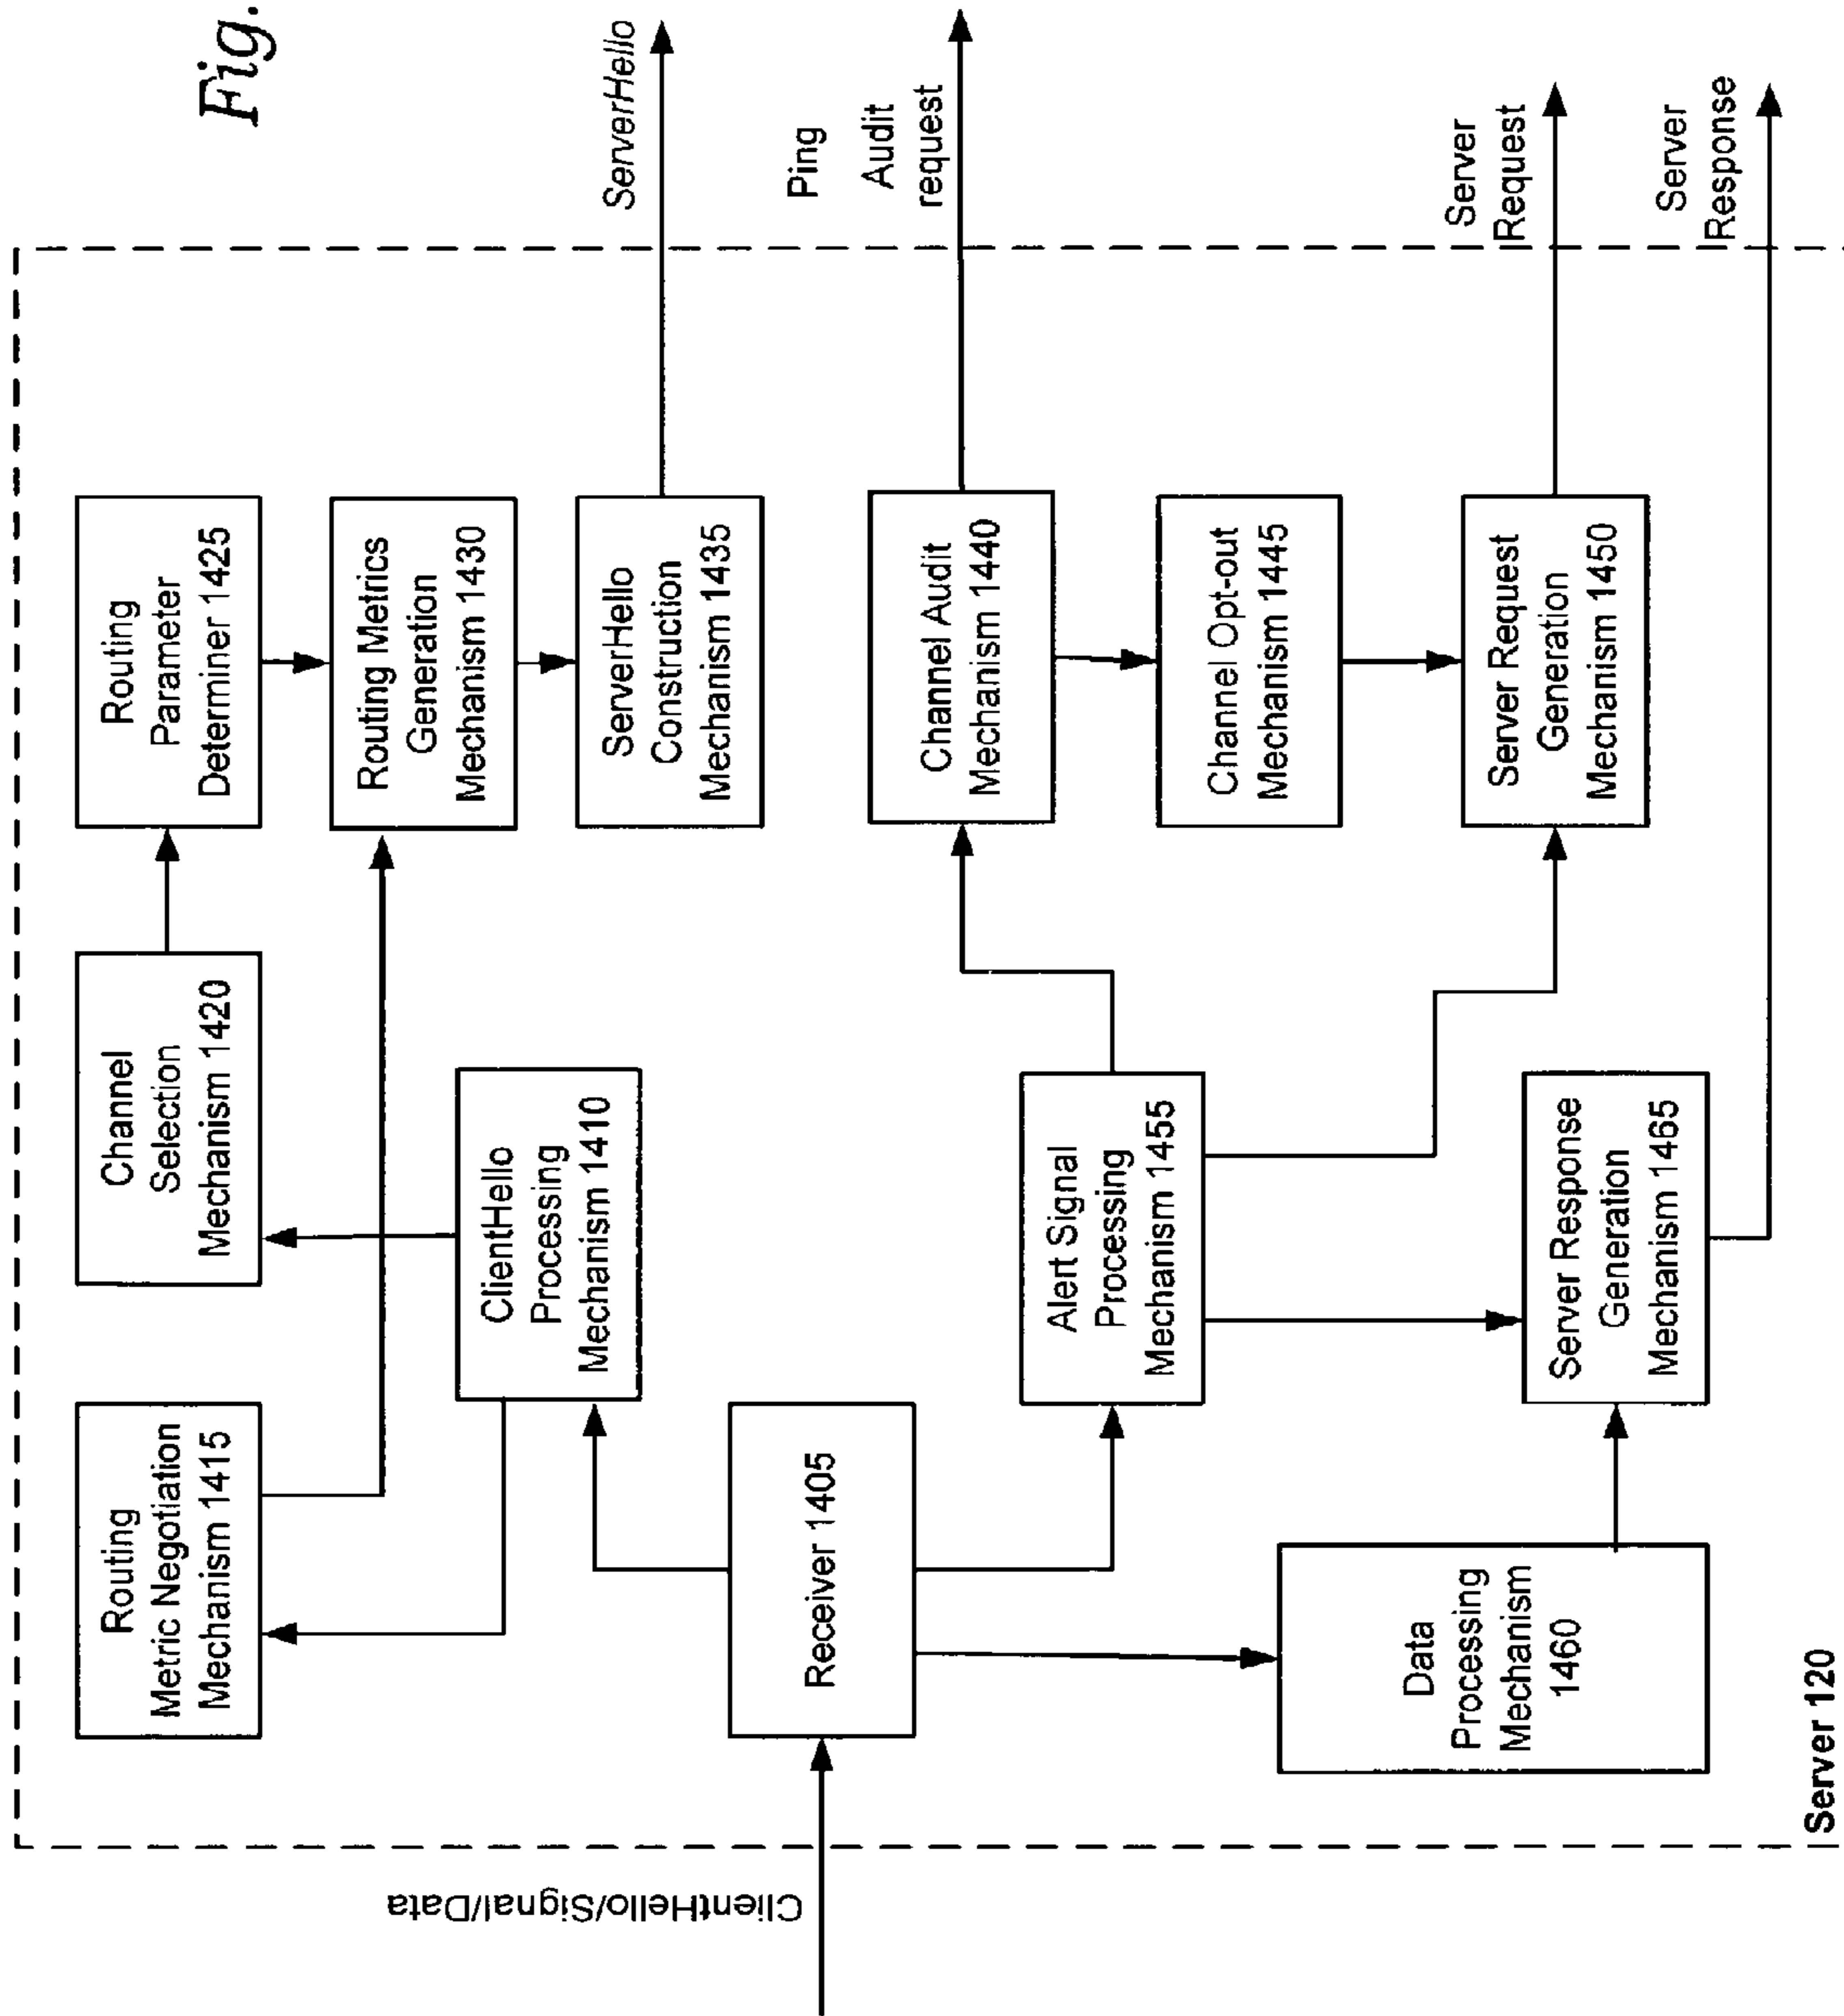 Fig.
Routing
Metric Negotiation
Mechanism 1415
Channel
Selection
Mechanism 1420
Routing
Parameter
Determiner 1425
ClientHello
Processing
Mechanism 1410
Routing Metrics
Generation
Mechanism 1430
ServerHello
Construction
Mechanism 1435
ServerHello
ClientHello/Signal/Data
Receiver 1405
Ping
Audit
request
Channel Audit
Mechanism 1440
Alert Signal
Processing
Mechanism 1455
Channel Opt-out
Mechanism 1445
Data
Processing
Mechanism
1460
Server Response
Generation
Mechanism 1465
Server Request
Generation
Mechanism 1450
Server
Request
Server
Response
Server 120